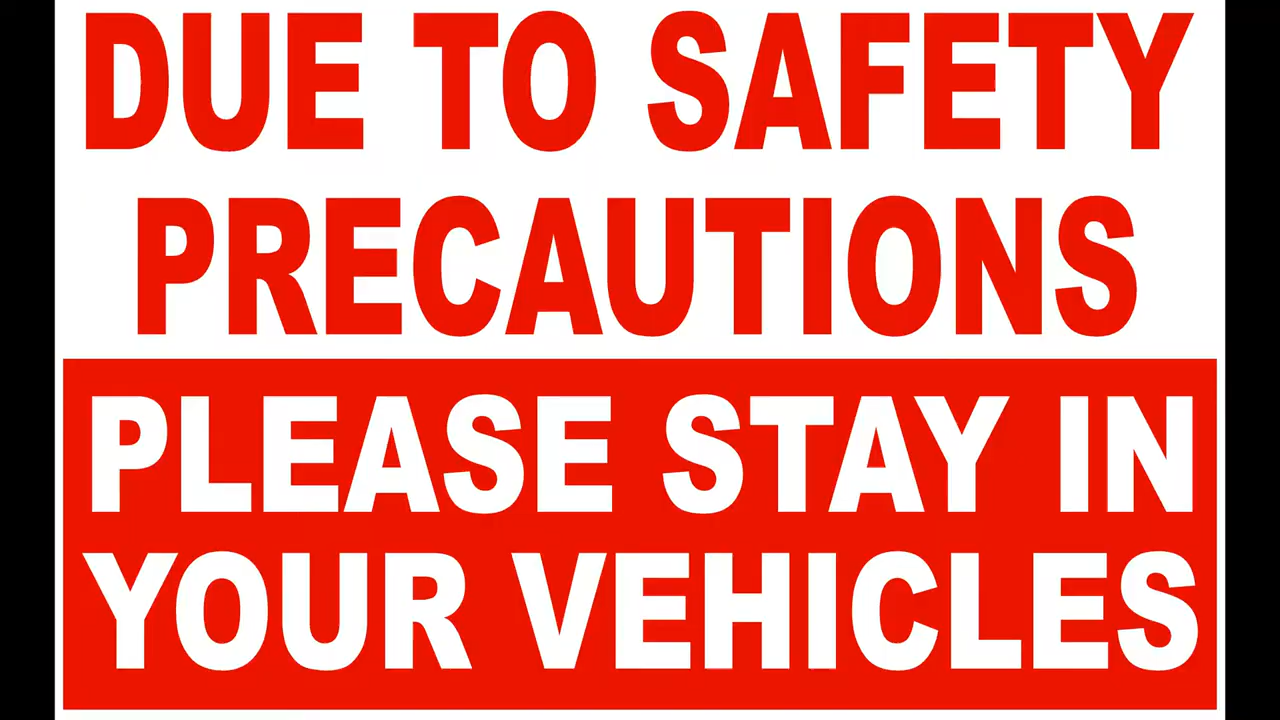 DUE TO SAFETY
PRECAUTIONS
PLEASE STAY IN
YOUR VEHICLES